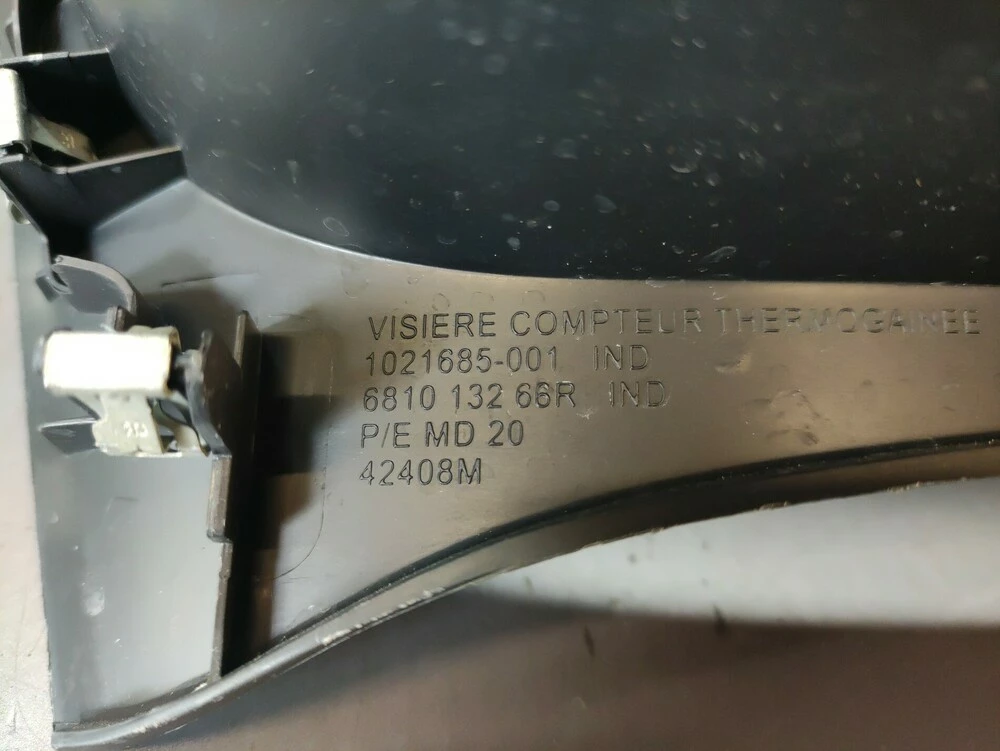 VISIERE COMPTEUR THERMOGAINEE
1021685-001 IND
6810 132 66R IND
P/E MD 20
42408M